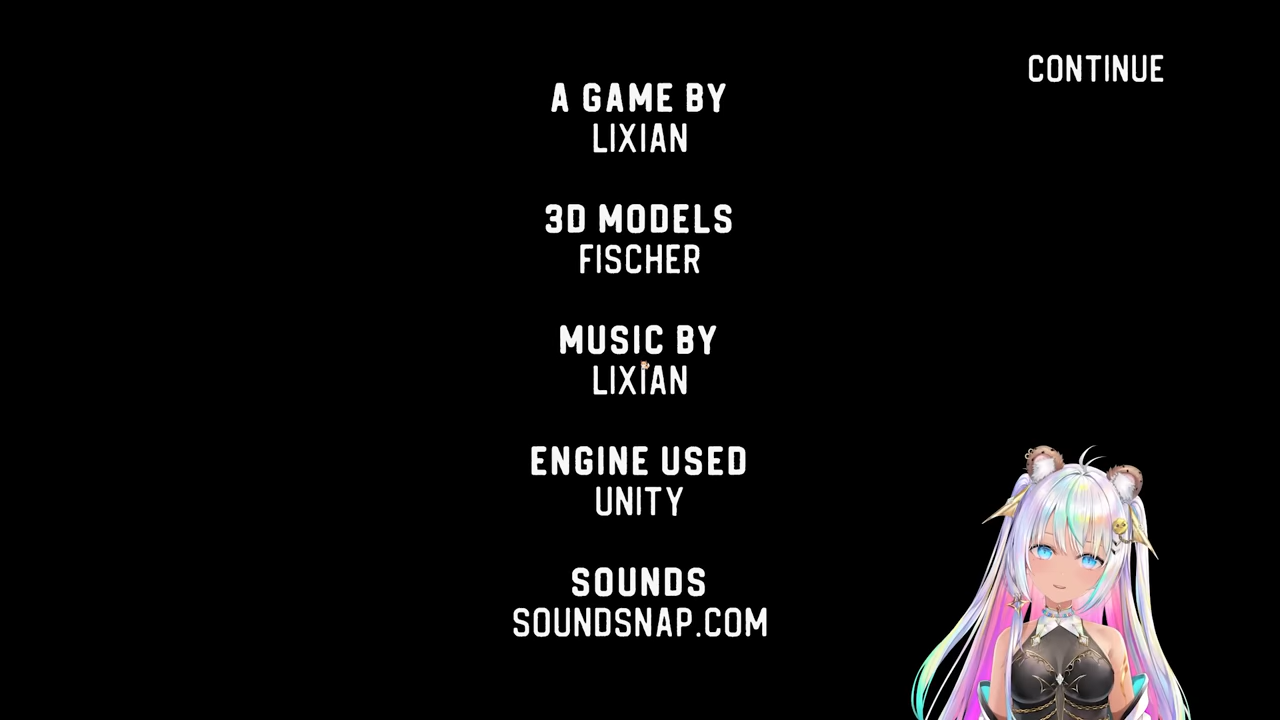 CONTINUE
A GAME BY
LIXIAN
3D MODELS
FISCHER
MUSIC BY
LIXIAN
ENGINE USED
UNITY
SOUNDS
SOUNDSNAP.COM